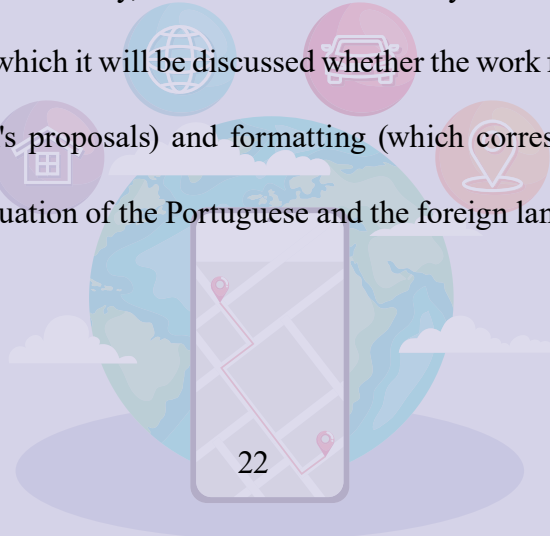 which it will be discussed whether the work
's proposals) and formatting (which corres
uation of the Portuguese and the foreign lan
22